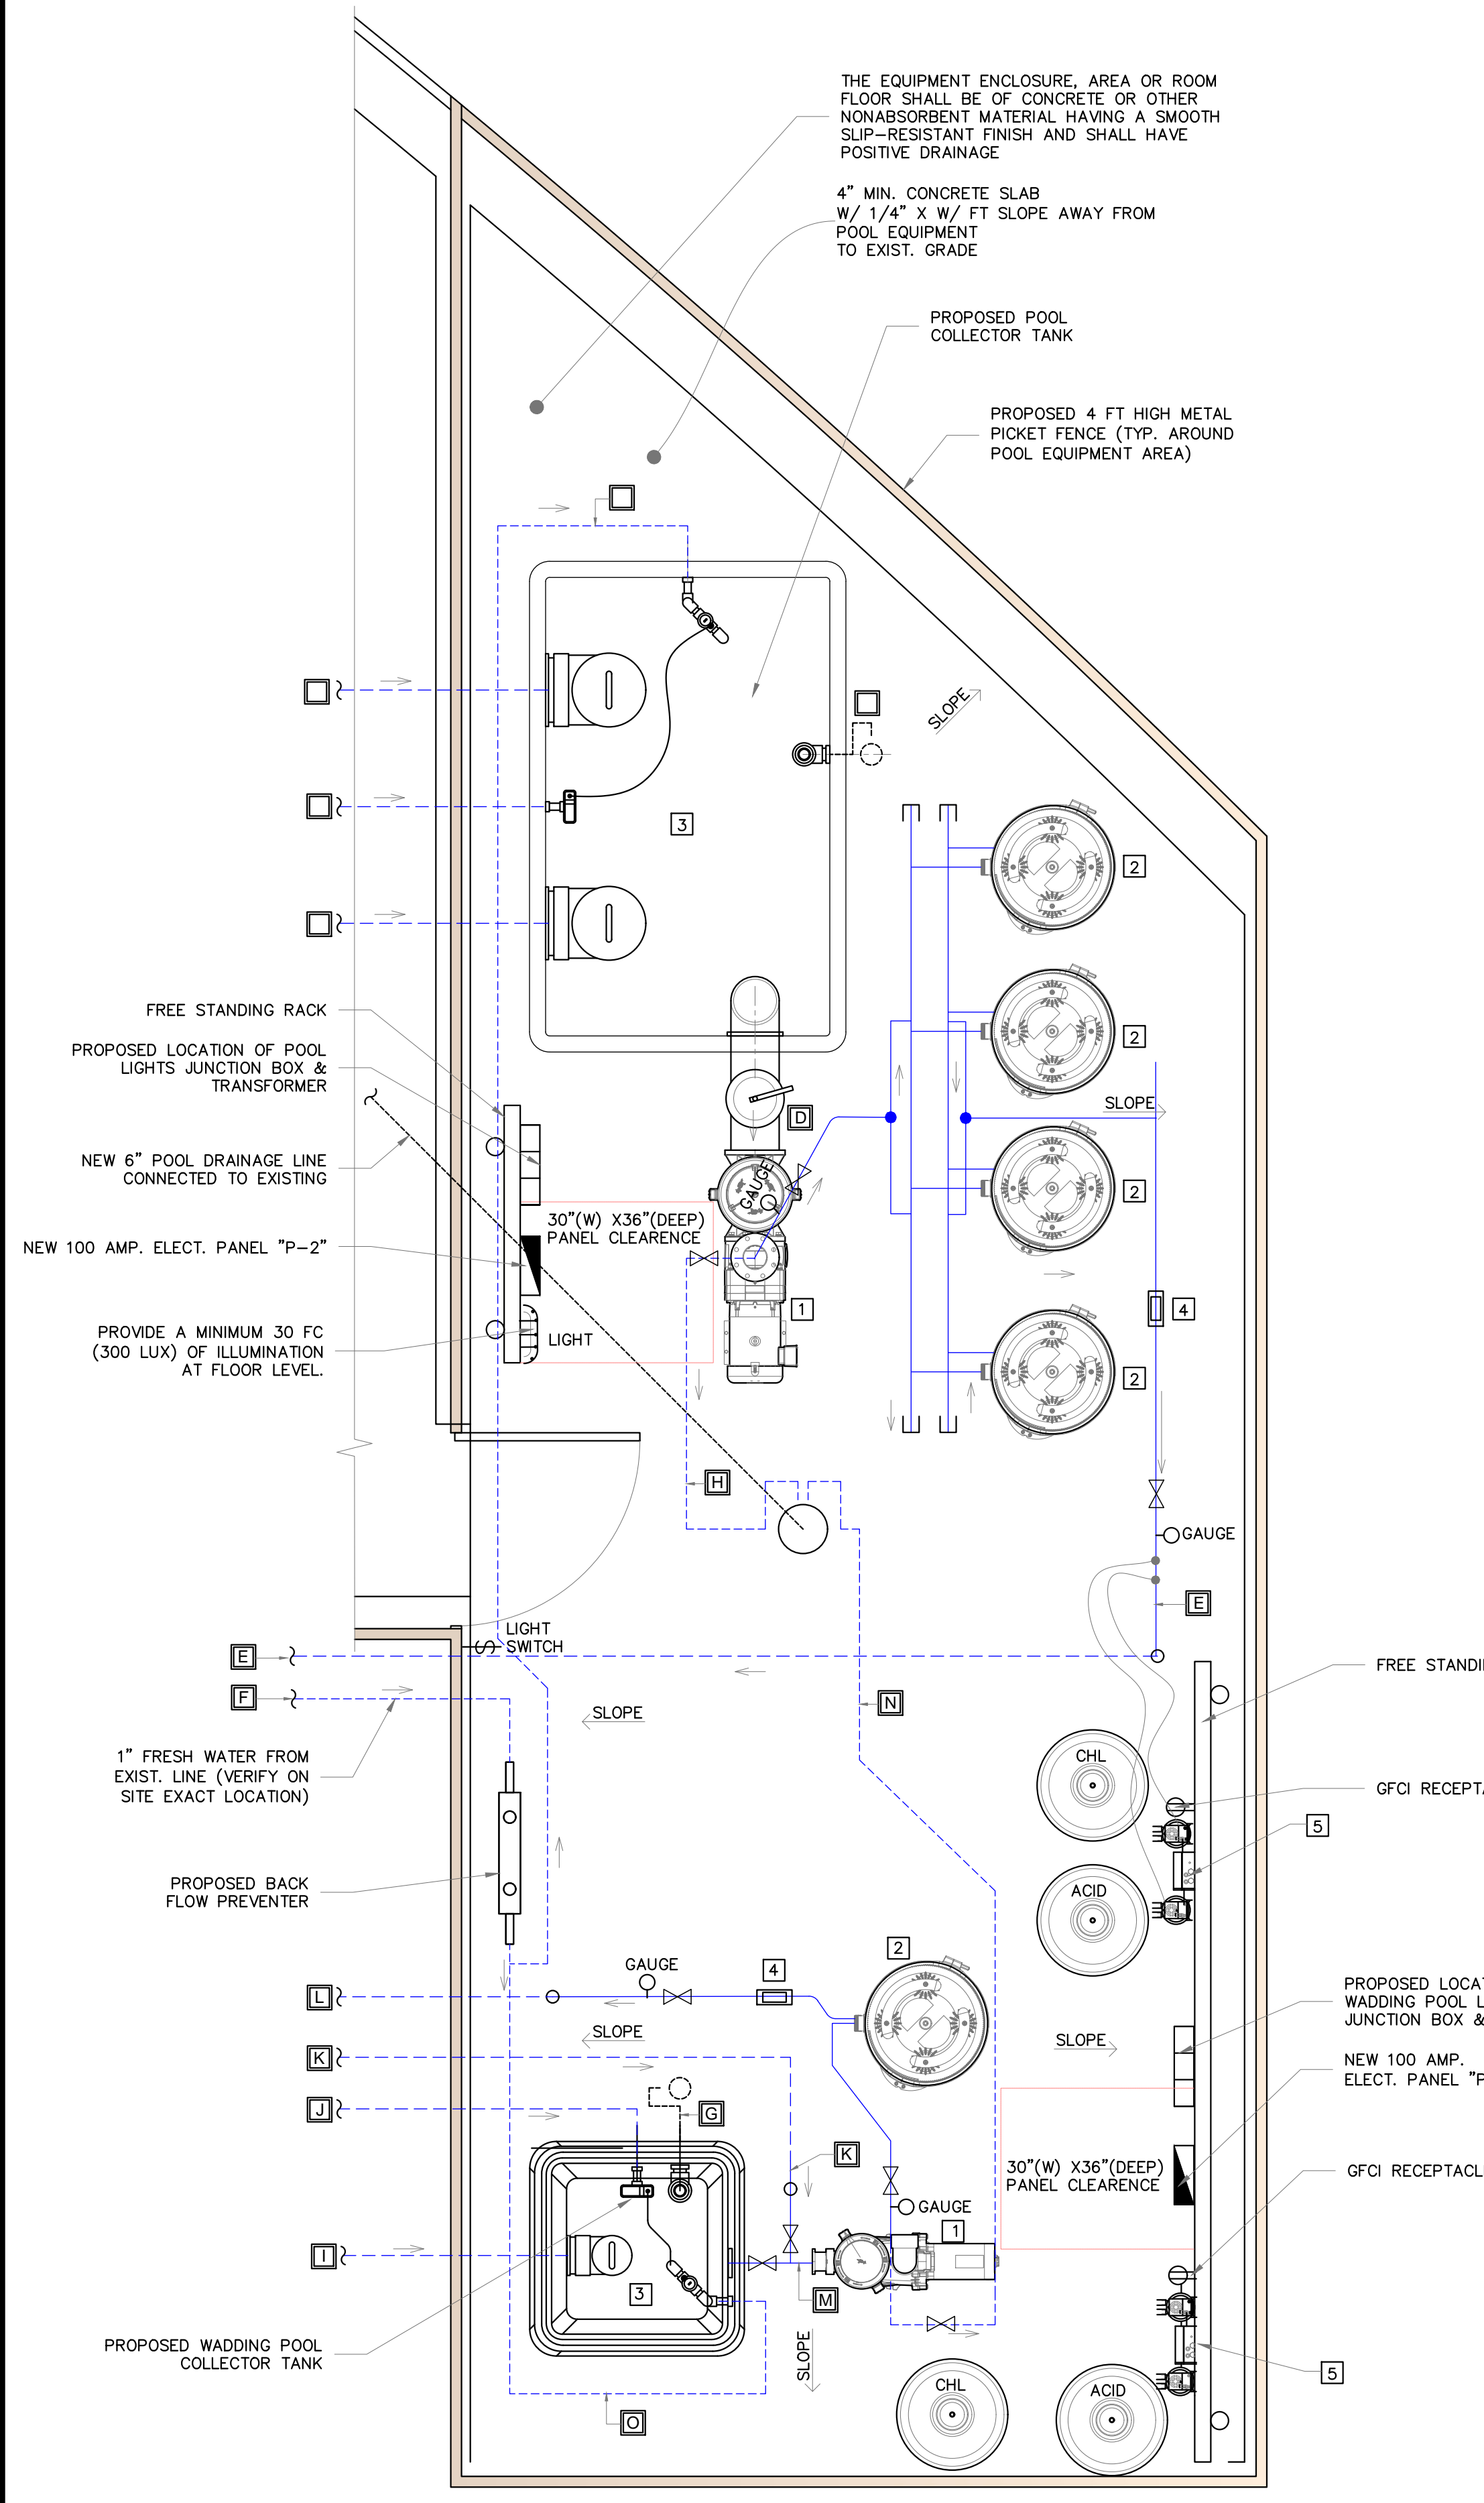 THE EQUIPMENT ENCLOSURE, AREA OR ROOM
FLOOR SHALL BE OF CONCRETE OR OTHER
NONABSORBENT MATERIAL HAVING A SMOOTH
SLIP-RESISTANT FINISH AND SHALL HAVE
POSITIVE DRAINAGE
4" MIN. CONCRETE SLAB
W/ 1/4" X W/ FT SLOPE AWAY FROM
POOL EQUIPMENT
TO EXIST. GRADE
PROPOSED POOL
COLLECTOR TANK
PROPOSED 4 FT HIGH METAL
PICKET FENCE (TYP. AROUND
POOL EQUIPMENT AREA)
SLOPE
3
2
FREE STANDING RACK
2
PROPOSED LOCATION OF POOL
LIGHTS JUNCTION BOX &
TRANSFORMER
SLOPE
D
NEW 6" POOL DRAINAGE LINE
CONNECTED TO EXISTING
GAUGE
2
30"(W) X36"(DEEP)
PANEL CLEARENCE
NEW 100 AMP. ELECT. PANEL "P-2"
1
4
PROVIDE A MINIMUM 30 FC
(300 LUX) OF ILLUMINATION
AT FLOOR LEVEL.
LIGHT
2
H
GAUGE
E
LIGHT
SWITCH
E
FREE STANDI
F
N
SLOPE
1" FRESH WATER FROM
EXIST. LINE (VERIFY ON
SITE EXACT LOCATION)
CHL
GFCI RECEPTA
5
PROPOSED BACK
FLOW PREVENTER
ACID
2
GAUGE
4
L
PROPOSED LOCAT
WADDING POOL L
JUNCTION BOX &
SLOPE
SLOPE
K
NEW 100 AMP.
ELECT. PANEL "P
J
G
K
30"(W) X36"(DEEP)
PANEL CLEARENCE
GFCI RECEPTACL
GAUGE
1
I
3
M
PROPOSED WADDING POOL
COLLECTOR TANK
SLOPE
5
CHL
ACID
O